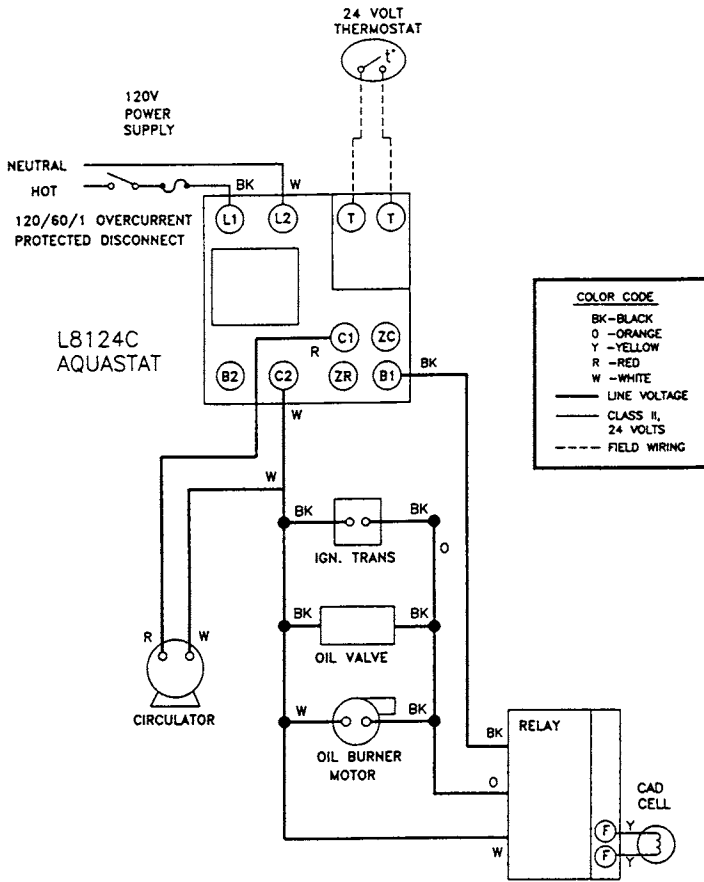 24 VOLT
THERMOSTAT
t°
120V
POWER
SUPPLY
NEUTRAL
HOT
BK
W
120/60/1 OVERCURRENT
PROTECTED DISCONNECT
L1
L2
T
T
L8124C
AQUASTAT
R
C1
ZC
B2
C2
ZR
B1
BK
W
COLOR CODE
BK-BLACK
O -ORANGE
Y -YELLOW
R -RED
W -WHITE
LINE VOLTAGE
CLASS II,
24 VOLTS
FIELD WIRING
W
BK
BK
O
IGN. TRANS
BK
BK
OIL VALVE
R
W
CIRCULATOR
W
BK
OIL BURNER
MOTOR
BK
RELAY
O
W
CAD
CELL
F
Y
F
Y